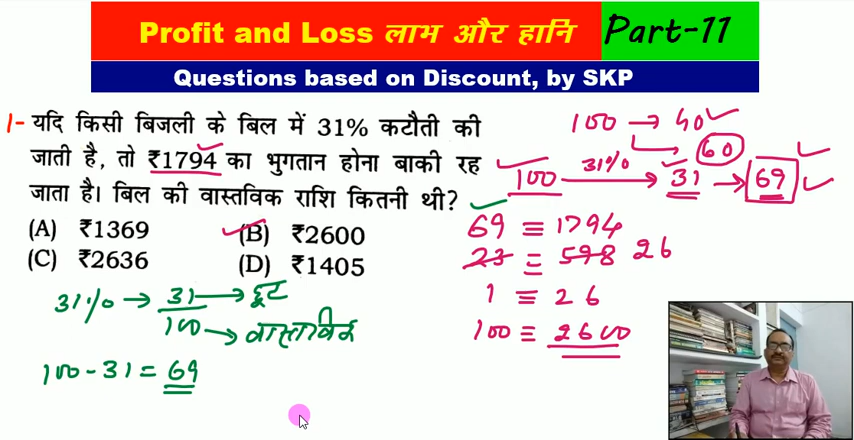 Profit and Loss लाभ और हानि Part-11
Questions based on Discount, by SKP
1- यदि किसी बिजली के बिल में 31% कटौती की
जाती है, तो ₹1794 का भुगतान होना बाकी रह
जाता है। बिल की वास्तविक राशि कितनी थी?
(A) ₹1369
(B) ₹2600
(C) ₹2636
(D) ₹1405
31% → 31 → छूट
100 → वास्तविक
100 - 31 = 69
100 → 40
60
100 31% → 31 → 69
69 ≡ 1794
23 ≡ 598 26
1 ≡ 26
100 ≡ 2600